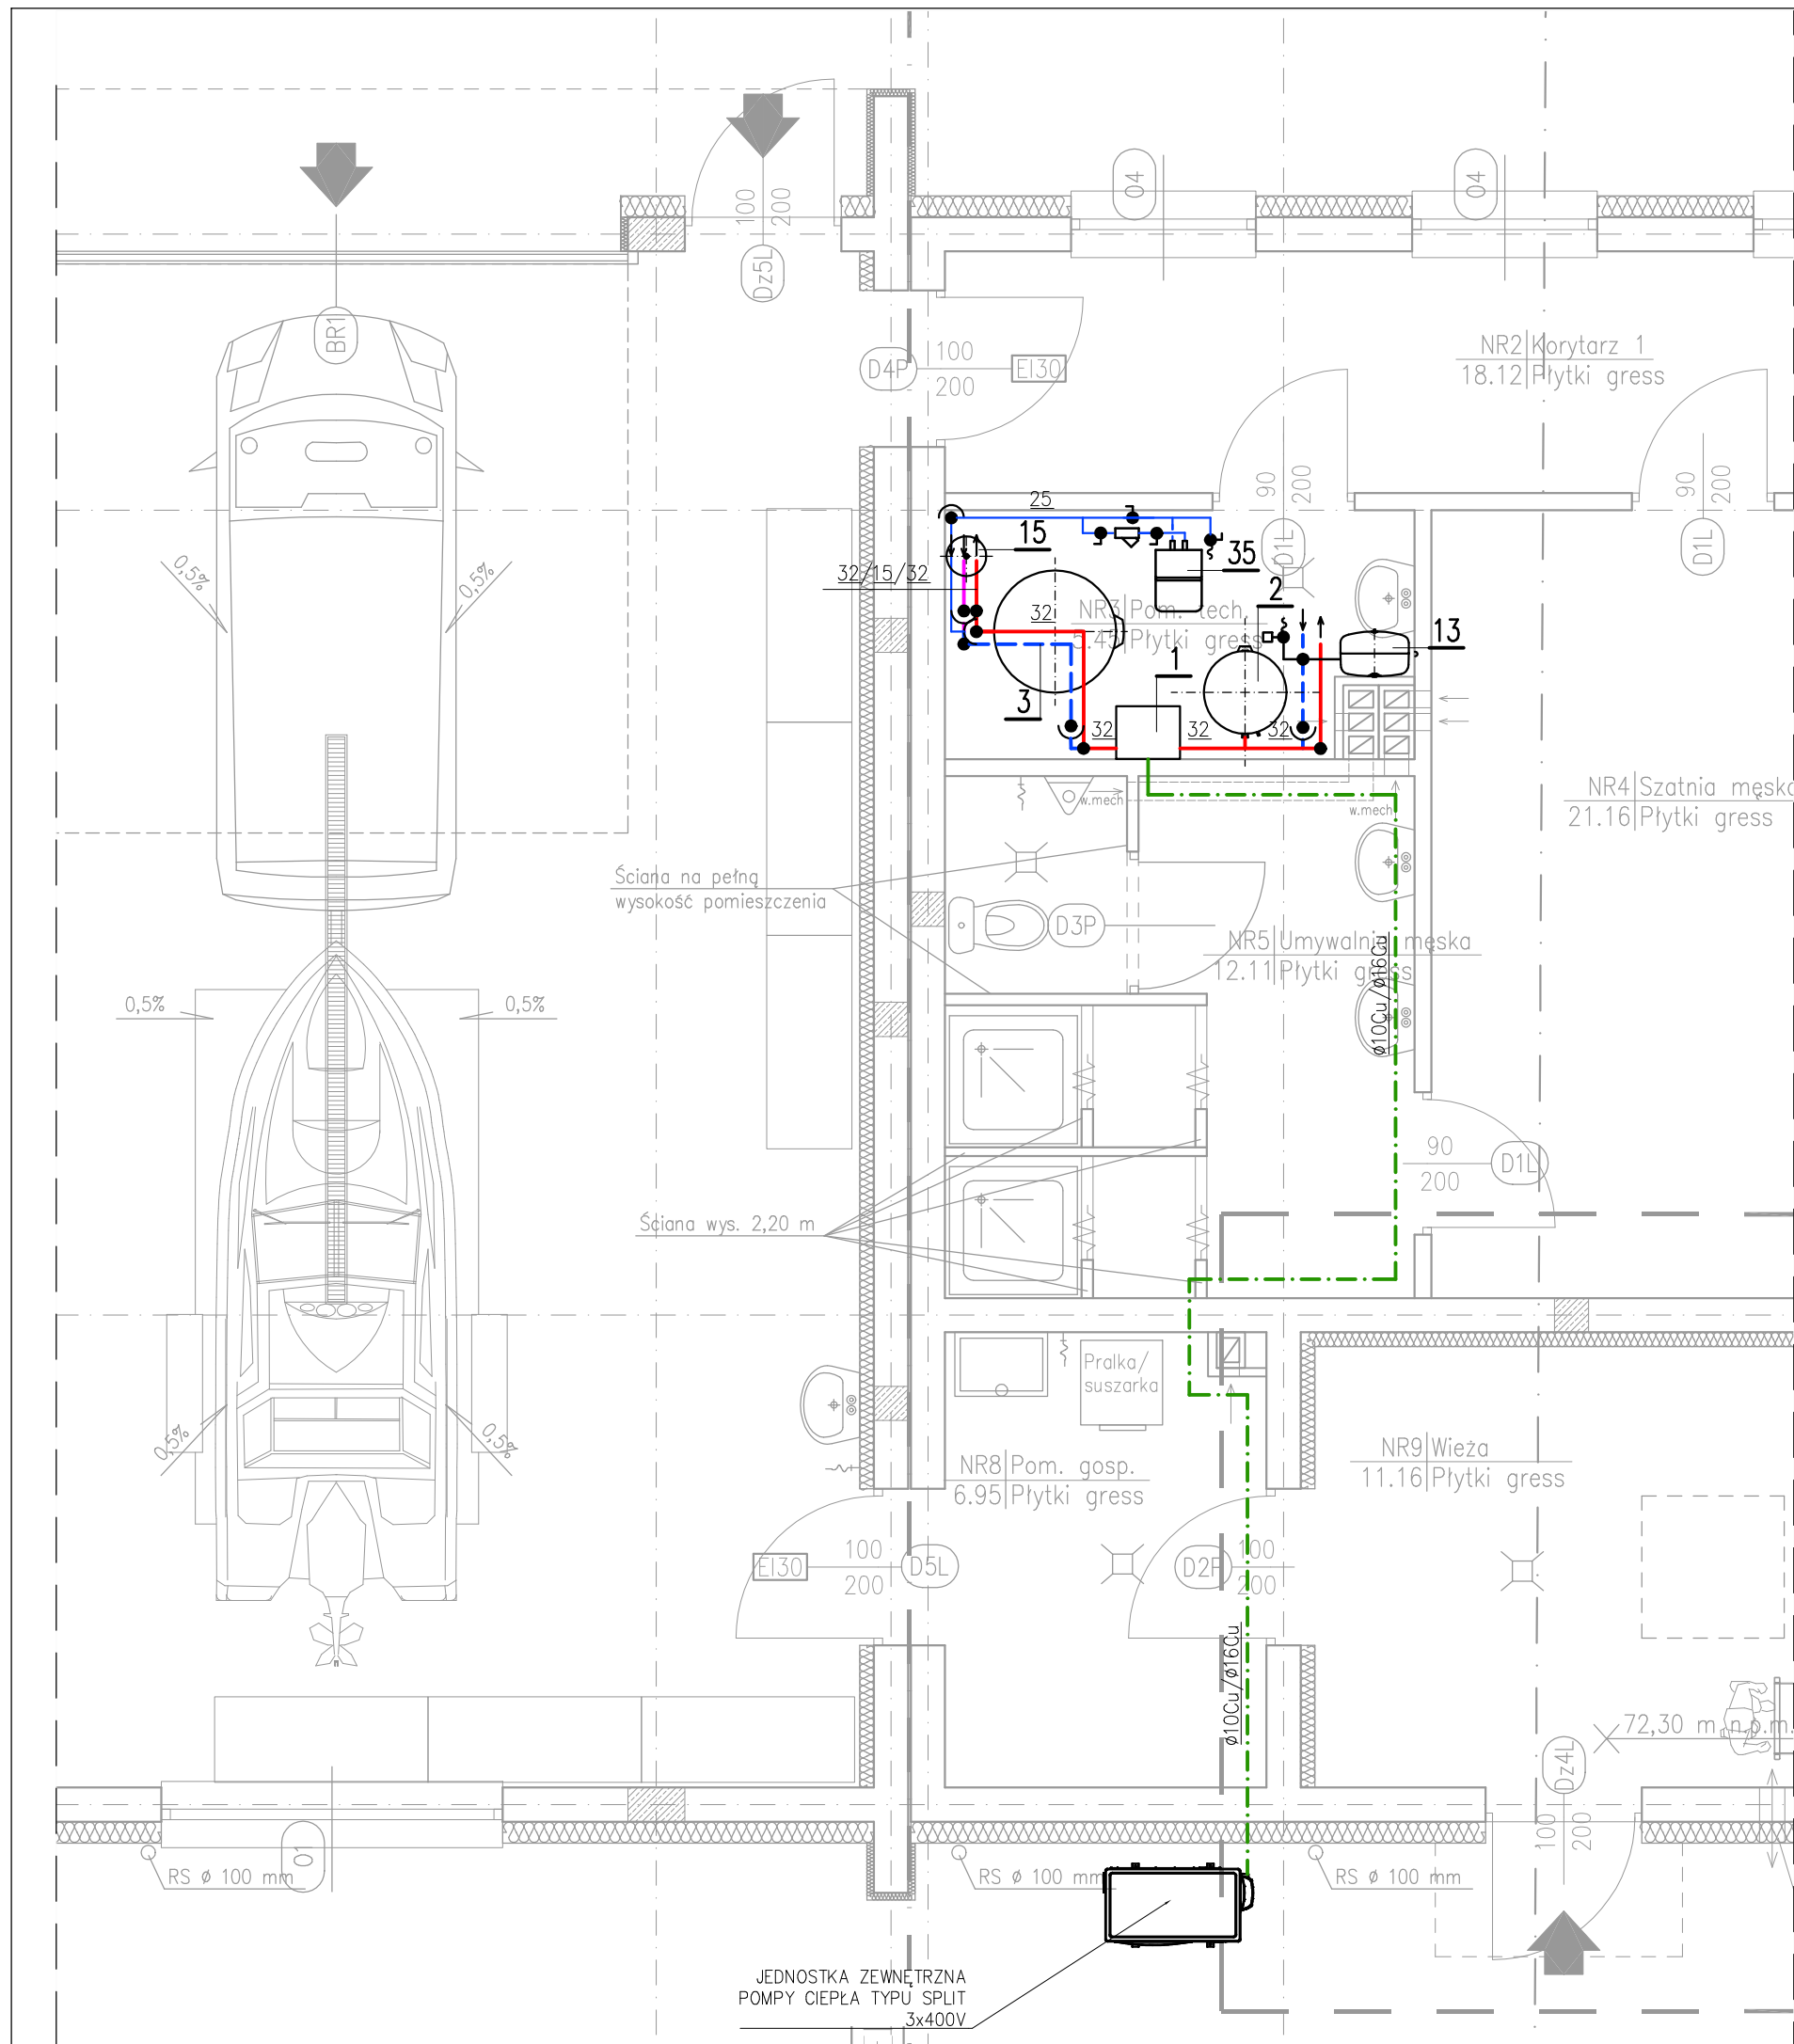 100
200
Dz5L
04
04
BR1
D4P
100
200
EI30
NR2 Korytarz 1
18.12 Płytki gress
90
200
D1L
90
200
D1L
25
15
35
32/15/32
32
NR3 Pom. tech.
5.45 Płytki gress
2
13
1
3
32
32
32
0,5%
0,5%
w.mech
w.mech
NR4 Szatnia męska
21.16 Płytki gress
Ściana na pełną
wysokość pomieszczenia
D3P
NR5 Umywalnia męska
12.11 Płytki gress
ø10Cu/ø16Cu
0,5%
0,5%
90
200
D1L
Ściana wys. 2,20 m
Pralka/
suszarka
0,5%
0,5%
NR8 Pom. gosp.
6.95 Płytki gress
NR9 Wieża
11.16 Płytki gress
EI30
100
200
D5L
D2P
100
200
ø10Cu/ø16Cu
72,30 m n.p.m.
Dz4L
100
200
01
RS ø 100 mm
RS ø 100 mm
RS ø 100 mm
JEDNOSTKA ZEWNĘTRZNA
POMPY CIEPŁA TYPU SPLIT
3x400V